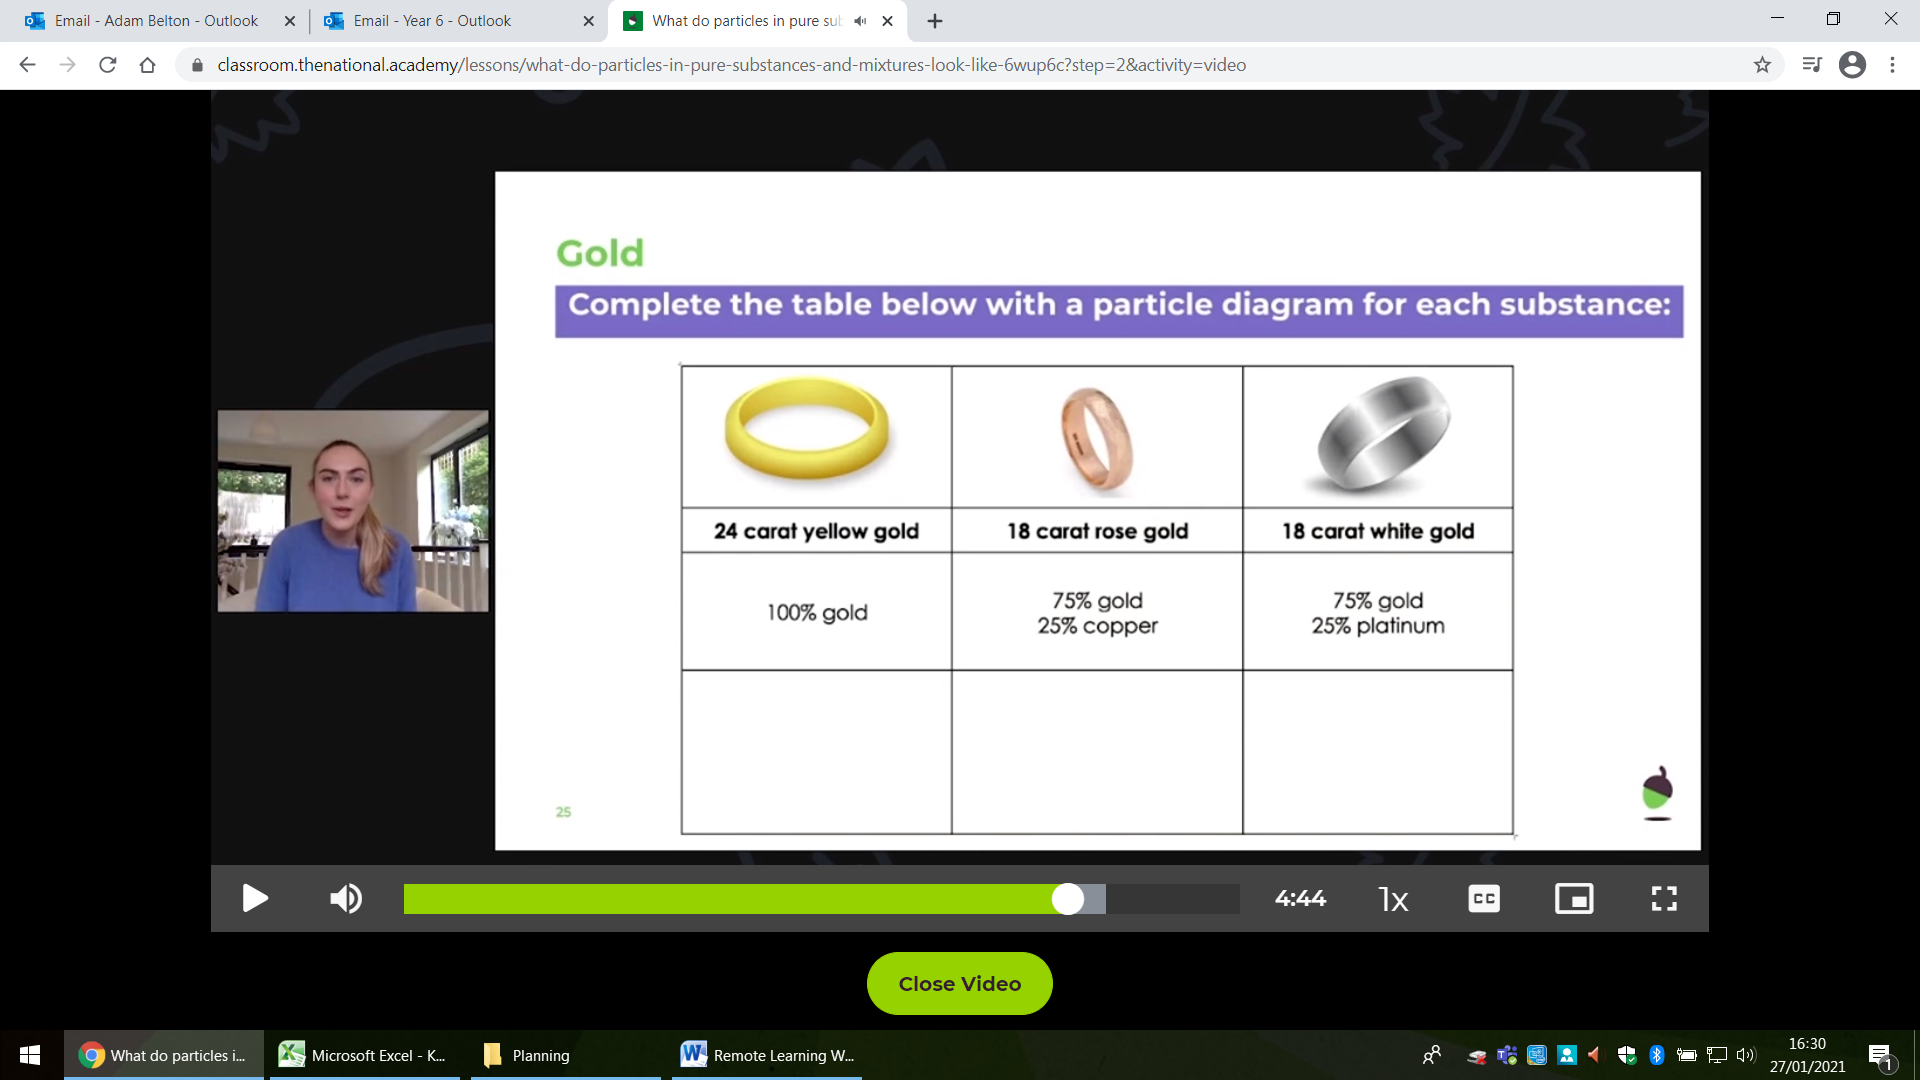 Email - Adam Belton - Outlook
Email - Year 6 - Outlook
What do particles in pure sub
classroom.thenational.academy/lessons/what-do-particles-in-pure-substances-and-mixtures-look-like-6wup6c?step=2&activity=video
Gold
Complete the table below with a particle diagram for each substance:
24 carat yellow gold
18 carat rose gold
18 carat white gold
100% gold
75% gold
25% copper
75% gold
25% platinum
25
4:44
1x
CC
Close Video
What do particles i...
Microsoft Excel - K...
Planning
Remote Learning W...
16:30
27/01/2021
1